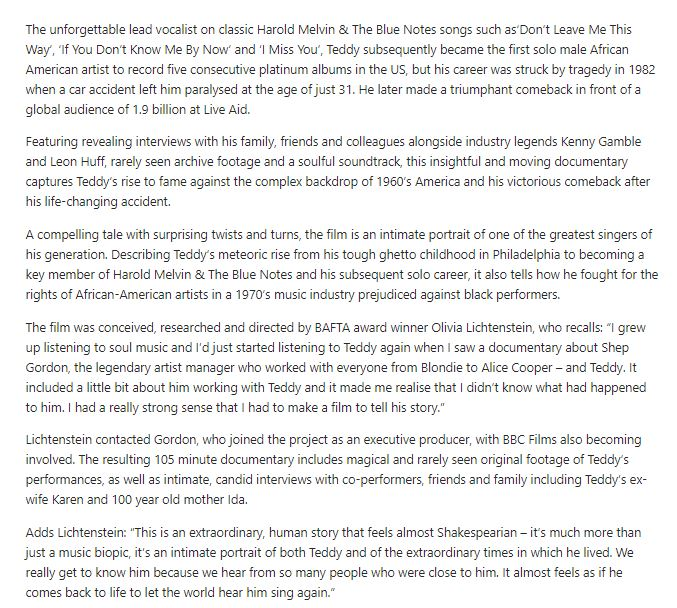 The unforgettable lead vocalist on classic Harold Melvin & The Blue Notes songs such as'Don't Leave Me This
Way', 'If You Don't Know Me By Now' and 'I Miss You', Teddy subsequently became the first solo male African
American artist to record five consecutive platinum albums in the US, but his career was struck by tragedy in 1982
when a car accident left him paralysed at the age of just 31. He later made a triumphant comeback in front of a
global audience of 1.9 billion at Live Aid.
Featuring revealing interviews with his family, friends and colleagues alongside industry legends Kenny Gamble
and Leon Huff, rarely seen archive footage and a soulful soundtrack, this insightful and moving documentary
captures Teddy's rise to fame against the complex backdrop of 1960's America and his victorious comeback after
his life-changing accident.
A compelling tale with surprising twists and turns, the film is an intimate portrait of one of the greatest singers of
his generation. Describing Teddy's meteoric rise from his tough ghetto childhood in Philadelphia to becoming a
key member of Harold Melvin & The Blue Notes and his subsequent solo career, it also tells how he fought for the
rights of African-American artists in a 1970's music industry prejudiced against black performers.
The film was conceived, researched and directed by BAFTA award winner Olivia Lichtenstein, who recalls: "I grew
up listening to soul music and I'd just started listening to Teddy again when I saw a documentary about Shep
Gordon, the legendary artist manager who worked with everyone from Blondie to Alice Cooper – and Teddy. It
included a little bit about him working with Teddy and it made me realise that I didn't know what had happened
to him. I had a really strong sense that I had to make a film to tell his story."
Lichtenstein contacted Gordon, who joined the project as an executive producer, with BBC Films also becoming
involved. The resulting 105 minute documentary includes magical and rarely seen original footage of Teddy's
performances, as well as intimate, candid interviews with co-performers, friends and family including Teddy's ex-
wife Karen and 100 year old mother Ida.
Adds Lichtenstein: "This is an extraordinary, human story that feels almost Shakespearian – it's much more than
just a music biopic, it's an intimate portrait of both Teddy and of the extraordinary times in which he lived. We
really get to know him because we hear from so many people who were close to him. It almost feels as if he
comes back to life to let the world hear him sing again."